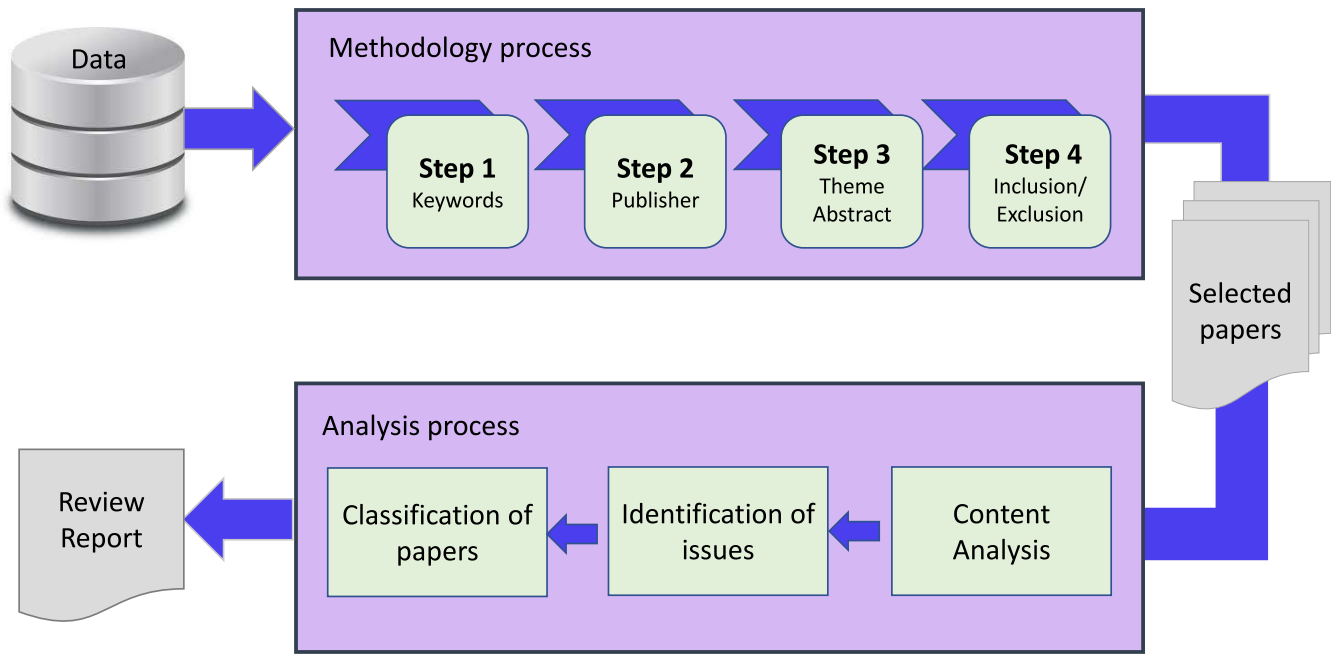 Data
Methodology process
Step 1
Keywords
Step 2
Publisher
Step 3
Theme
Abstract
Step 4
Inclusion/
Exclusion
Selected
papers
Analysis process
Content
Analysis
Identification of
issues
Classification of
papers
Review
Report